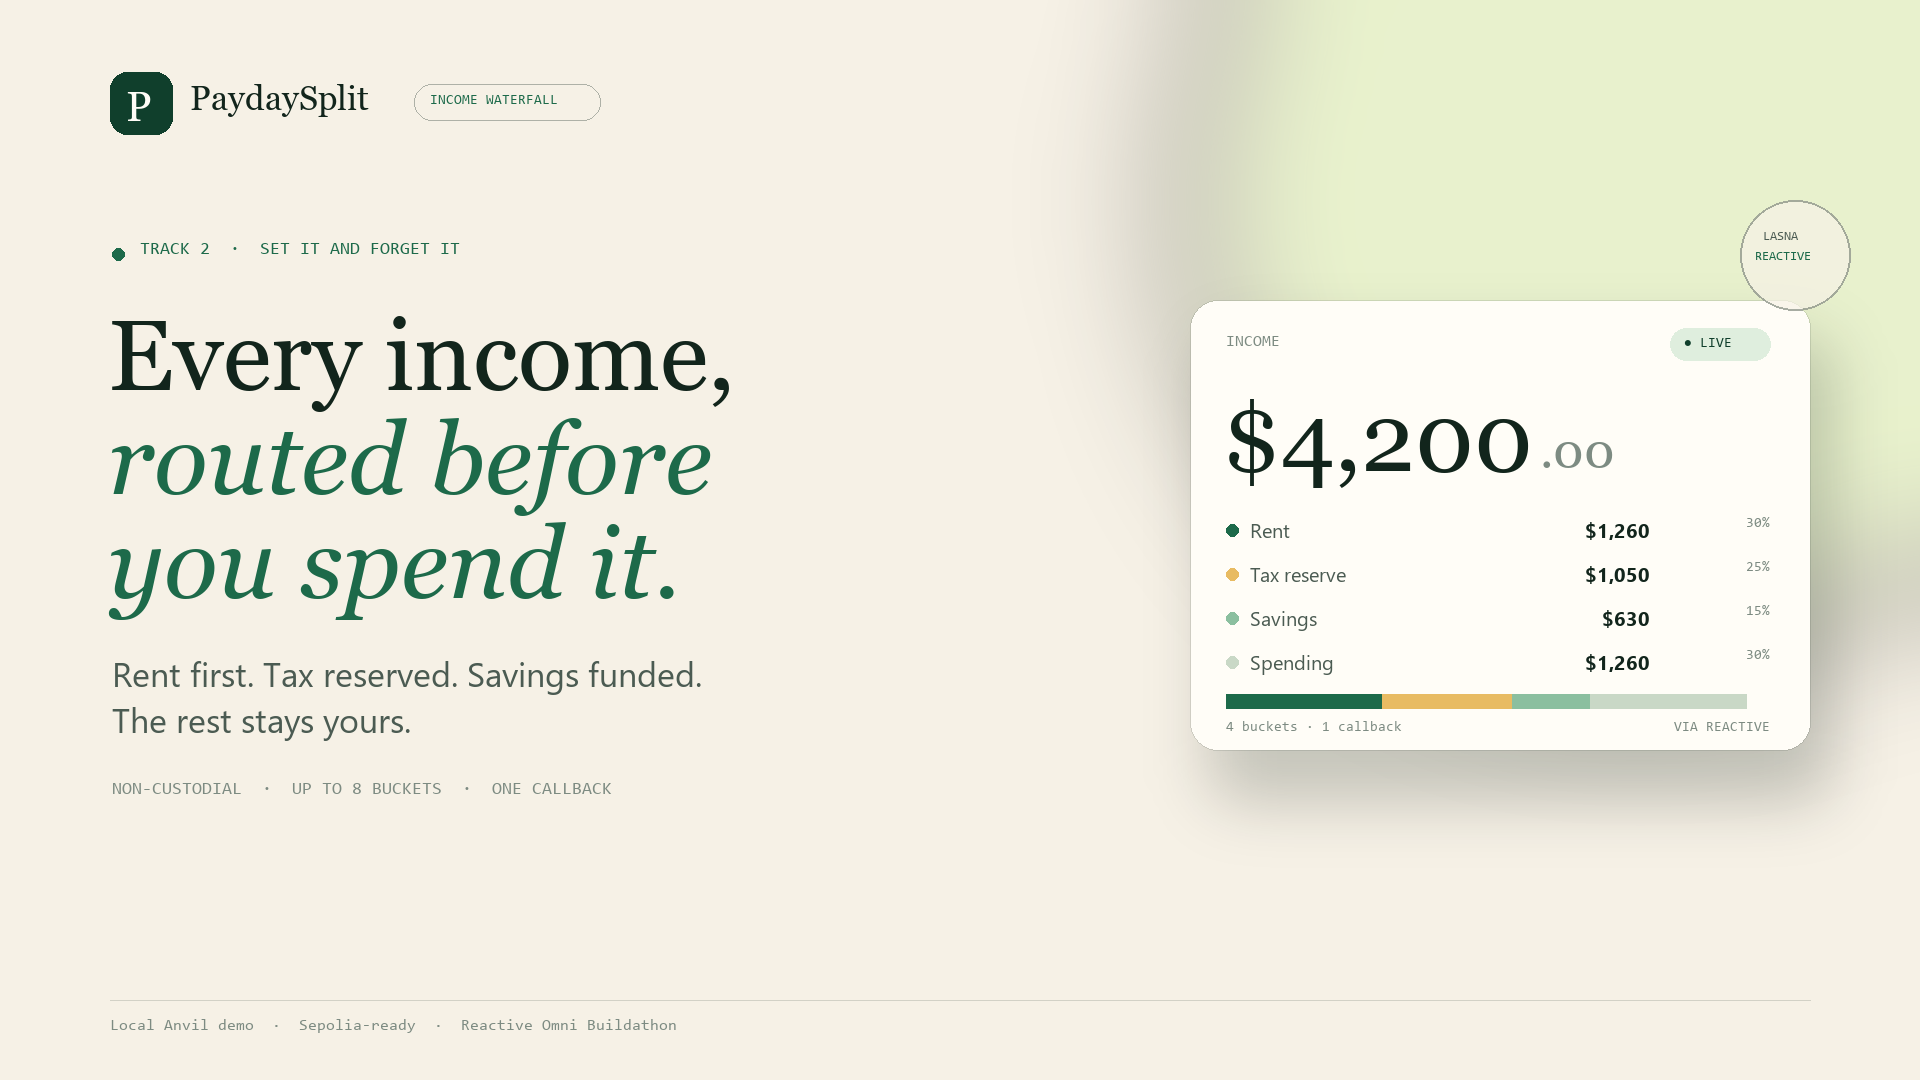 P PaydaySplit INCOME WATERFALL
TRACK 2 · SET IT AND FORGET IT
Every income,
routed before
you spend it.
Rent first. Tax reserved. Savings funded.
The rest stays yours.
NON-CUSTODIAL · UP TO 8 BUCKETS · ONE CALLBACK
LASNA
REACTIVE
INCOME ● LIVE
$4,200.00
Rent $1,260 30%
Tax reserve $1,050 25%
Savings $630 15%
Spending $1,260 30%
4 buckets · 1 callback VIA REACTIVE
Local Anvil demo · Sepolia-ready · Reactive Omni Buildathon